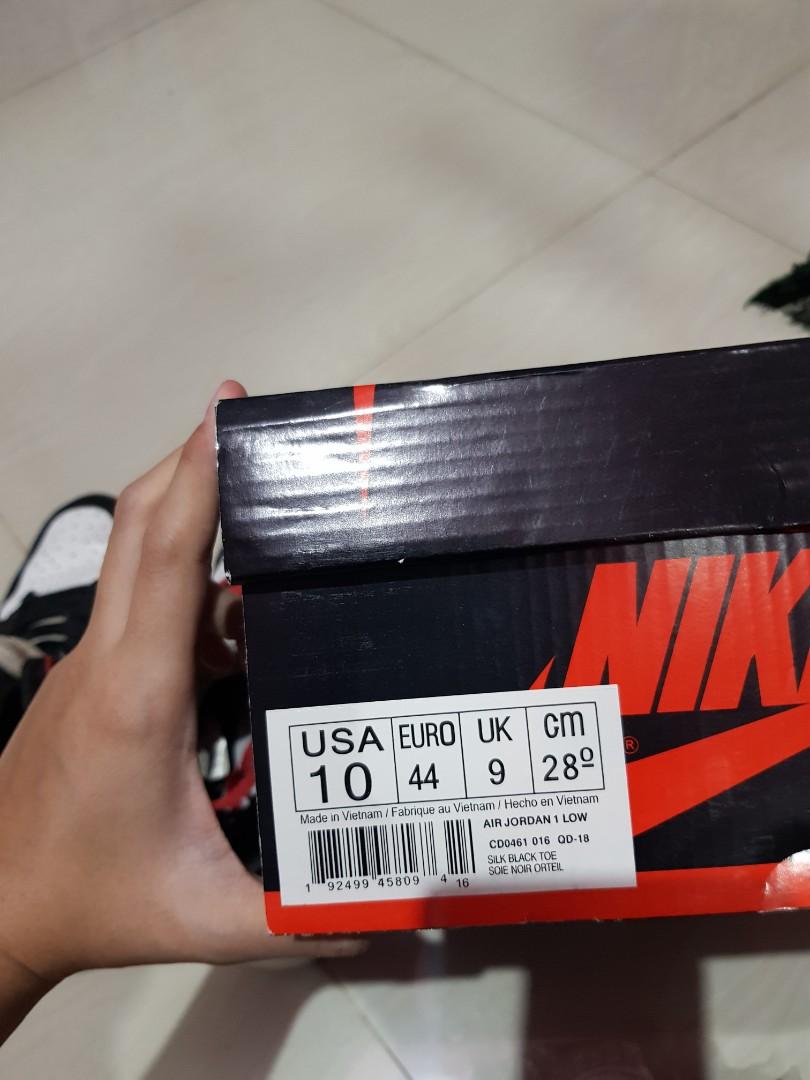 NIK
®
USA EURO UK cm
10 44 9 28º
Made in Vietnam / Fabrique au Vietnam / Hecho en Vietnam
AIR JORDAN 1 LOW
CD0461 016 QD-18
SILK BLACK TOE
SOIE NOIR ORTEIL
1 92499 45809 4 16